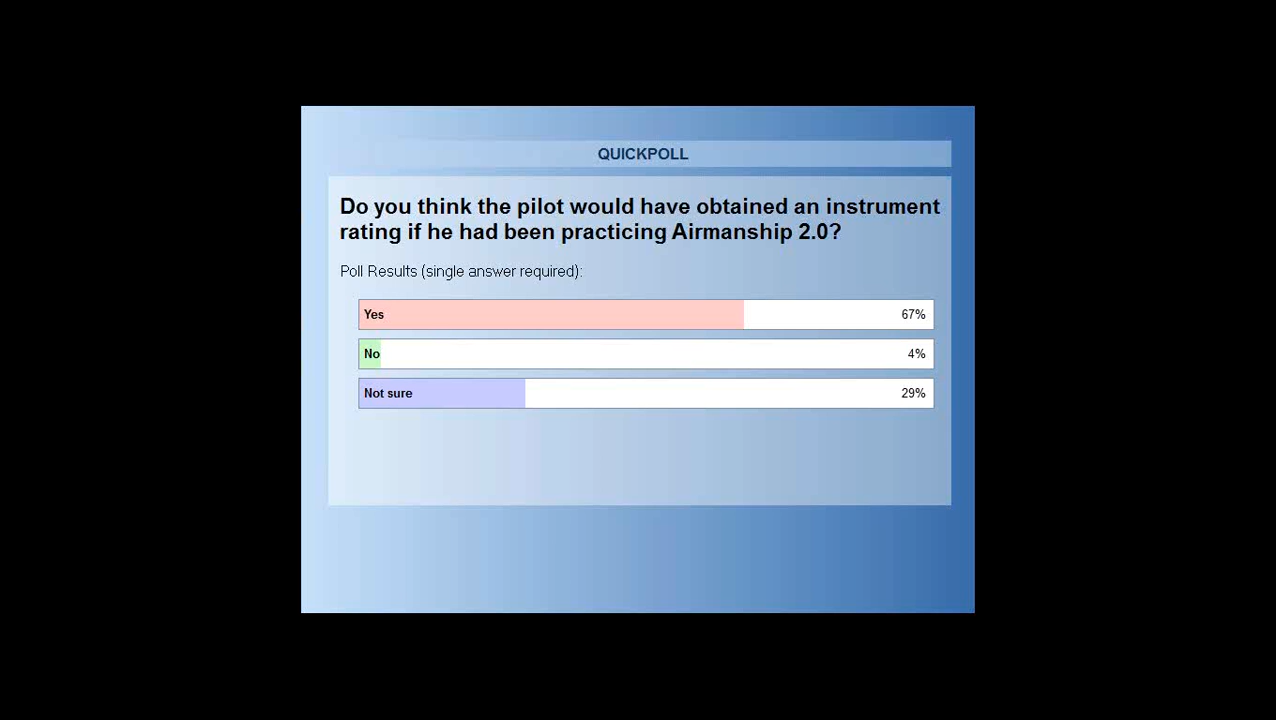 QUICKPOLL
Do you think the pilot would have obtained an instrument
rating if he had been practicing Airmanship 2.0?
Poll Results (single answer required):
Yes 67%
No 4%
Not sure 29%